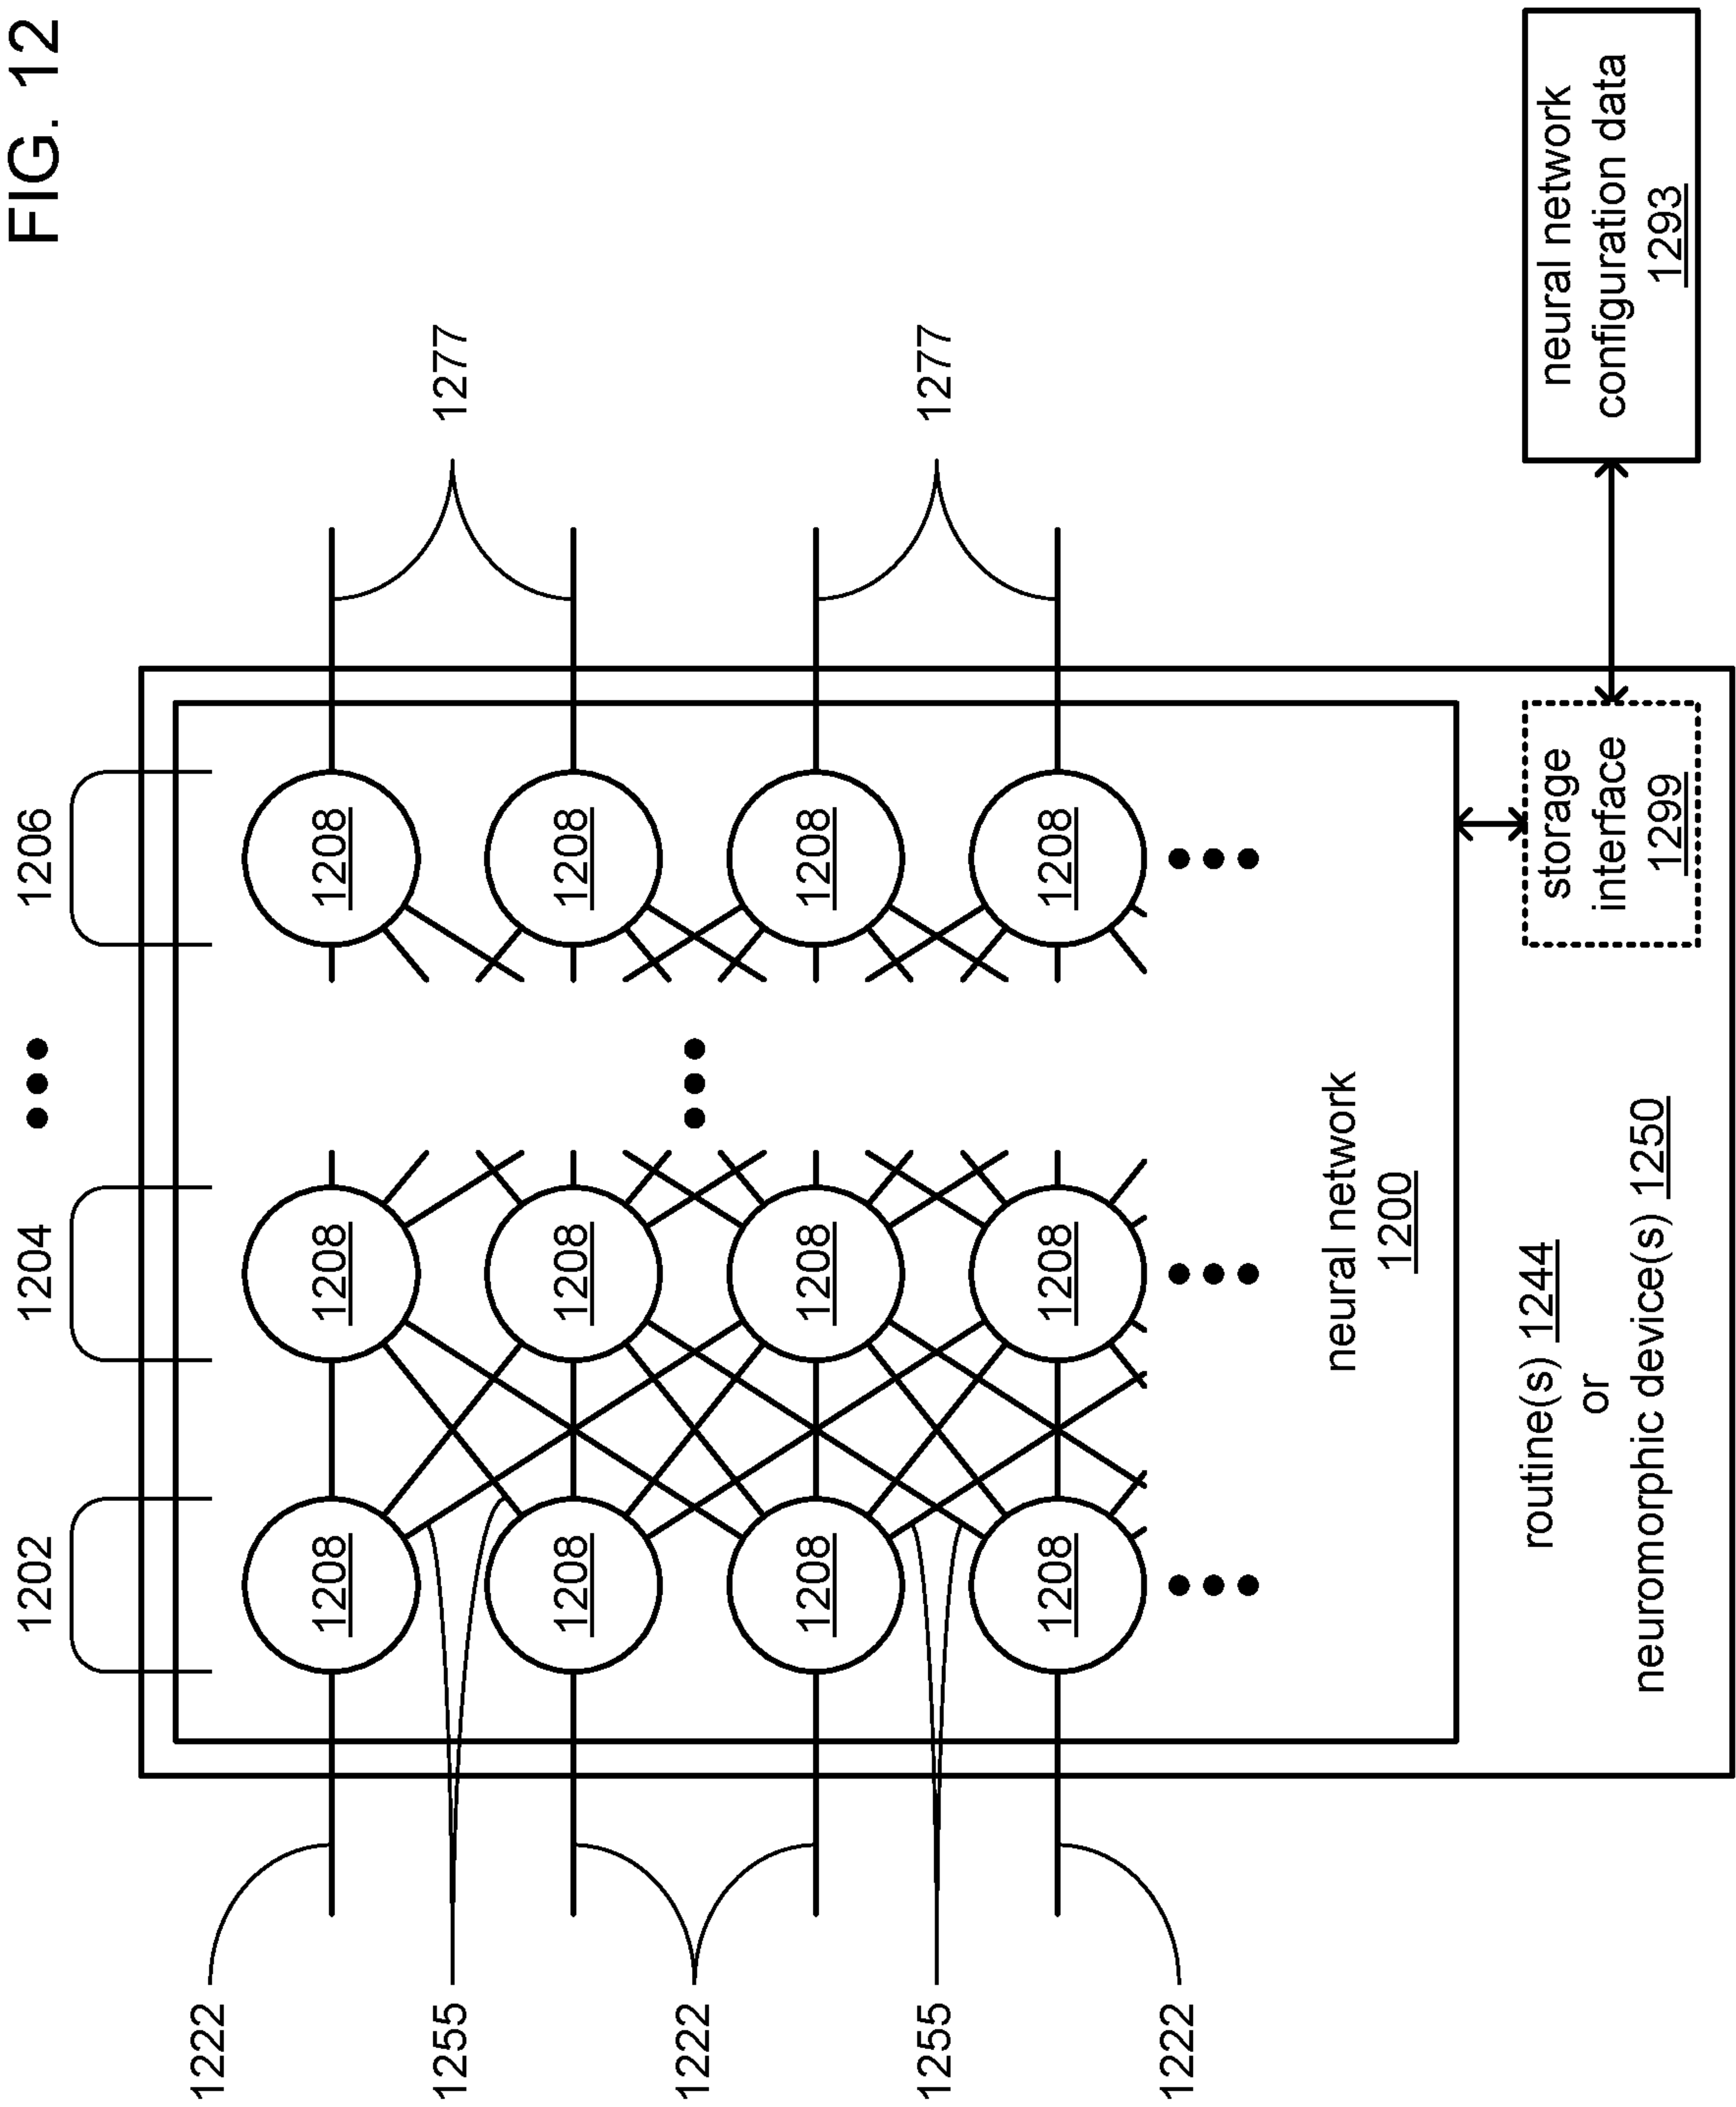 FIG. 12
1202
1204
1206
1222
1208
1208
1208
1277
1255
1208
1208
1208
1222
1208
1208
1208
1277
1255
1208
1208
1208
1222
neural network
1200
routine(s) 1244
or
neuromorphic device(s) 1250
storage
interface
1299
neural network
configuration data
1293